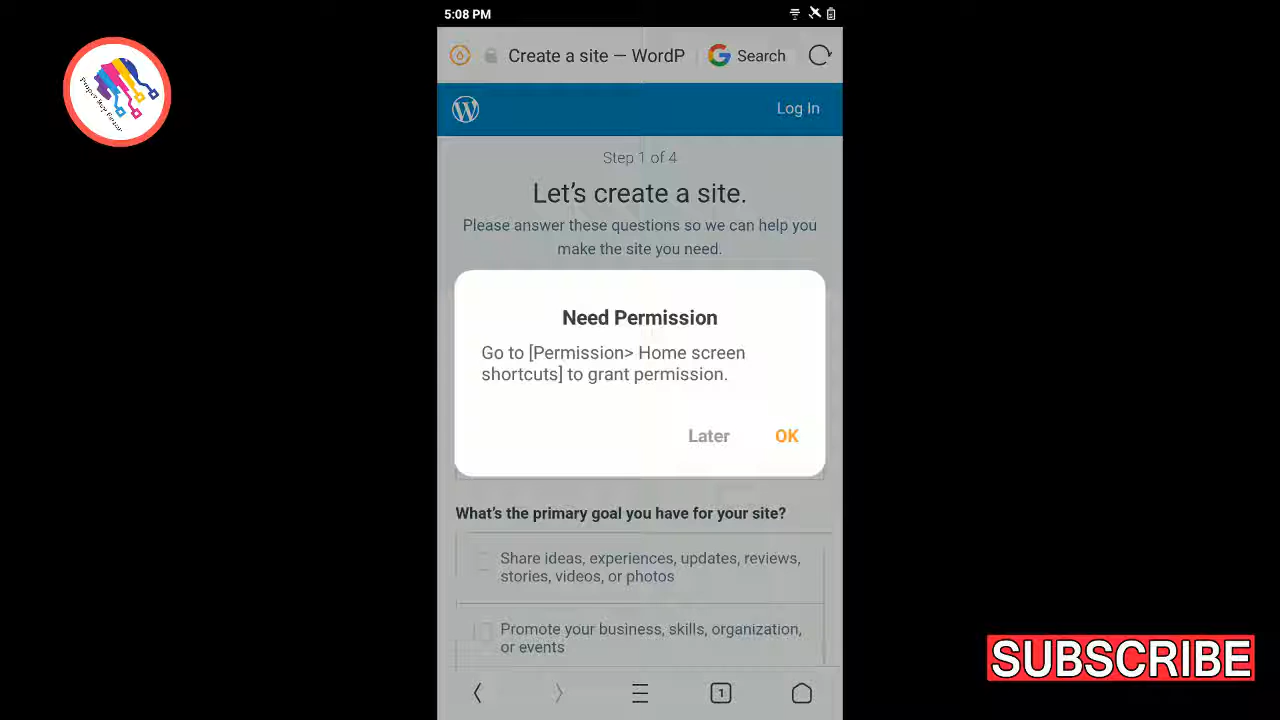 5:08 PM
Create a site — WordP
Search
Log In
Step 1 of 4
Let's create a site.
Please answer these questions so we can help you
make the site you need.
Need Permission
Go to [Permission> Home screen
shortcuts] to grant permission.
Later
OK
What's the primary goal you have for your site?
Share ideas, experiences, updates, reviews,
stories, videos, or photos
Promote your business, skills, organization,
or events
1
SUBSCRIBE